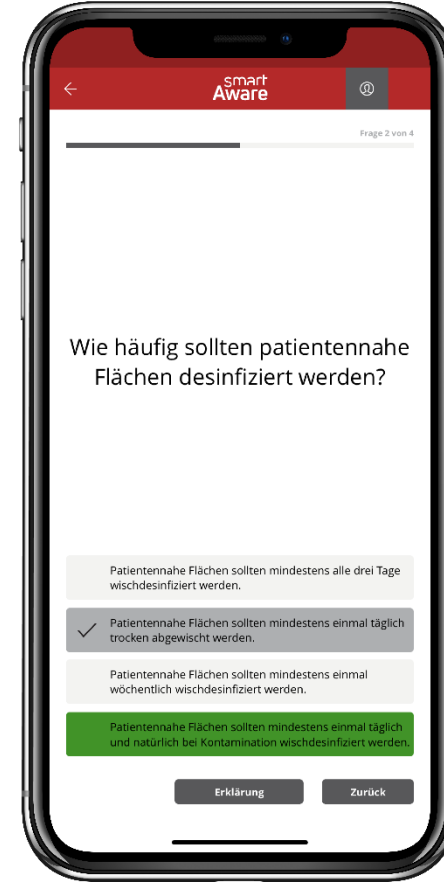 smart
Aware
Frage 2 von 4
Wie häufig sollten patientennahe
Flächen desinfiziert werden?
Patientennahe Flächen sollten mindestens alle drei Tage
wischdesinfiziert werden.
Patientennahe Flächen sollten mindestens einmal täglich
trocken abgewischt werden.
Patientennahe Flächen sollten mindestens einmal
wöchentlich wischdesinfiziert werden.
Patientennahe Flächen sollten mindestens einmal täglich
und natürlich bei Kontamination wischdesinfiziert werden.
Erklärung Zurück